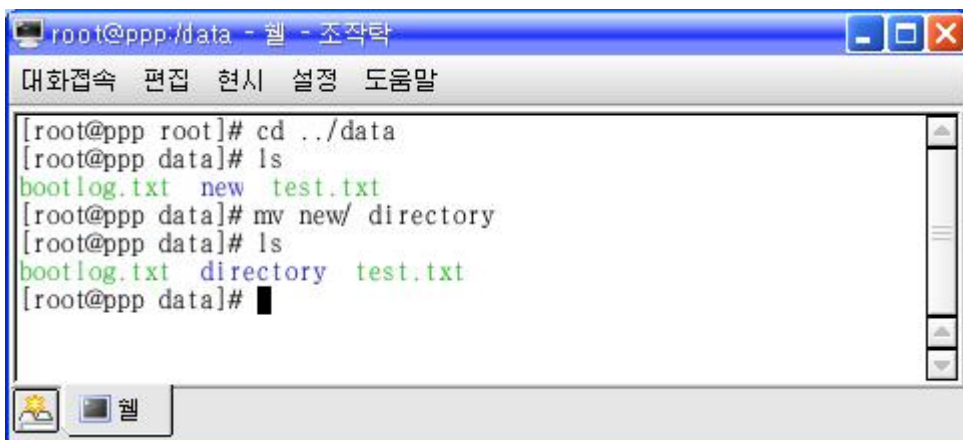 root@ppp:/data - 웰 - 조작탁
대화접속 편집 현시 설정 도움말
[root@ppp root]# cd ../data
[root@ppp data]# ls
bootlog.txt new test.txt
[root@ppp data]# mv new/ directory
[root@ppp data]# ls
bootlog.txt directory test.txt
[root@ppp data]#
웰